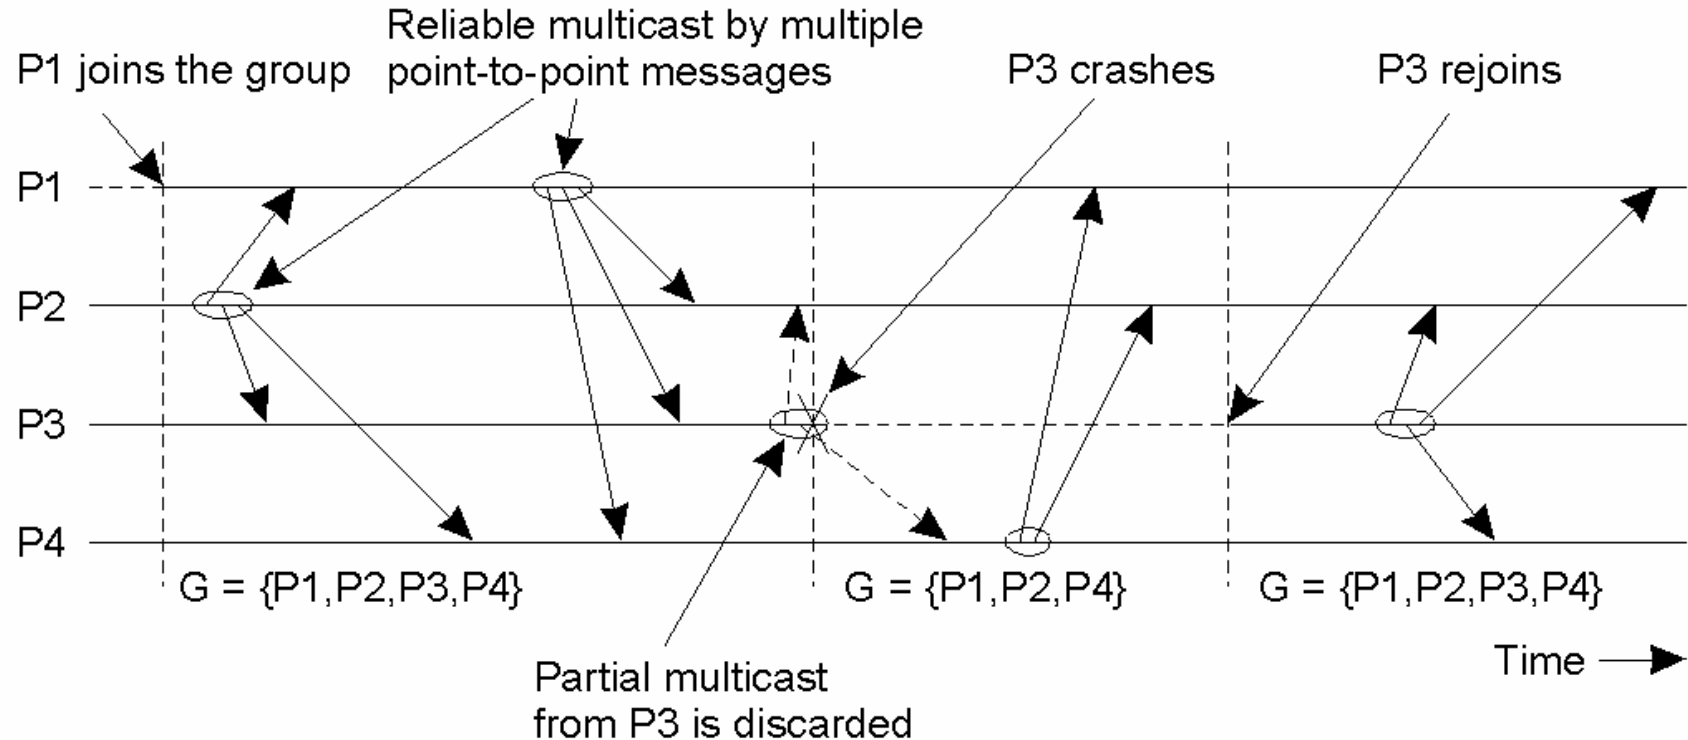 Reliable multicast by multiple
point-to-point messages
P1 joins the group
P3 crashes
P3 rejoins
P1
P2
P3
P4
G = {P1,P2,P3,P4}
G = {P1,P2,P4}
G = {P1,P2,P3,P4}
Time
Partial multicast
from P3 is discarded